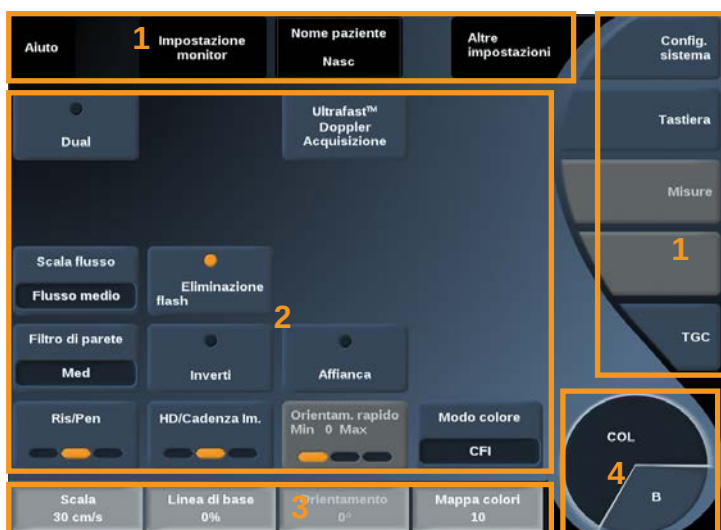 Aiuto
1
Impostazione
monitor
Nome paziente
Nasc
Altre
impostazioni
Config.
sistema
Tastiera
Misure
1
TGC
Dual
Ultrafast™
Doppler
Acquisizione
Scala flusso
Flusso medio
Eliminazione
flash
2
Filtro di parete
Med
Inverti
Affianca
Ris/Pen
HD/Cadenza Im.
Orientam. rapido
Min 0 Max
Modo colore
CFI
COL
4
B
Scala
30 cm/s
Linea di base
0%
3
Orientamento
0°
Mappa colori
10